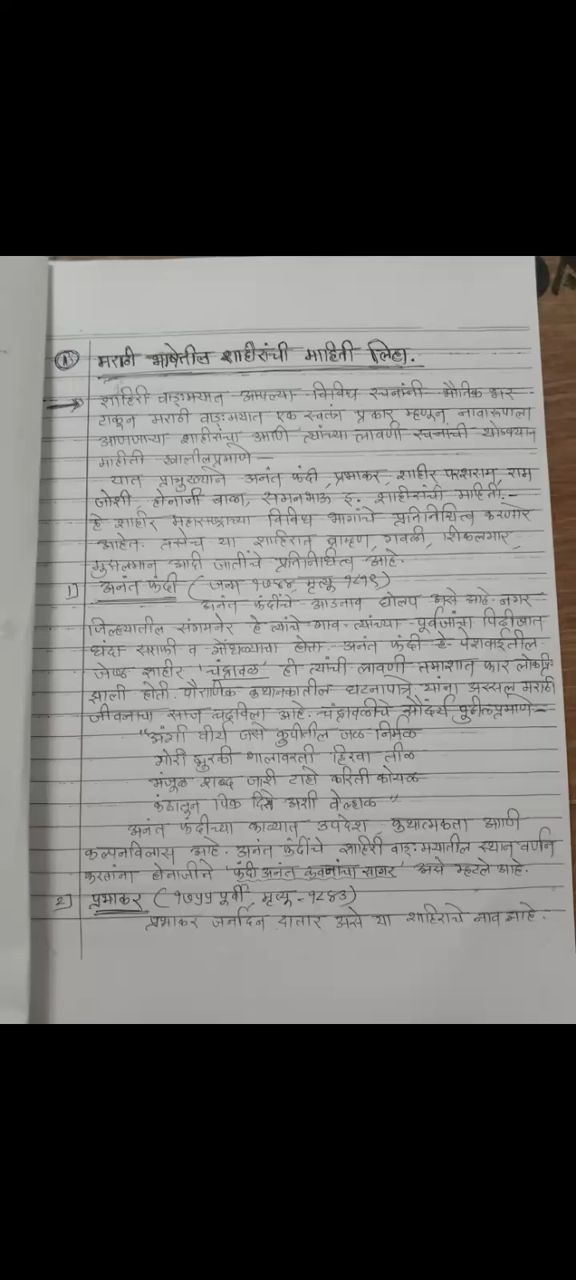 १) मराठी भाषेतील शाहीरांची माहिती लिहा.
→ शाहिरी वाङ्मयात आपल्या विविध रचनांनी मौलिक भर
टाकून मराठी वाङ्मयात एक स्वतंत्र प्रकार म्हणून नावारूपाला
आणणाऱ्या शाहीरांचा आणि त्यांच्या लावणी रचनांची थोडक्यात
माहीती खालीलप्रमाणे -
यात प्रामुख्याने अनंत फंदी, प्रभाकर, शाहीर परशराम, राम
जोशी, होनाजी बाळा, सगनभाऊ इ. शाहीरांची माहिती.-
हे शाहीर महाराष्ट्राच्या विविध भागांचे प्रतिनिधित्व करणारे
आहेत. तसेच या शाहिरात ब्राम्हण, गवळी, शिकलगार,
मुसलमान आदी जातींचे प्रतिनिधित्व आहे.
1) अनंत फंदी (जन्म १७४४, मृत्यू १८१९)
अनंत फंदींचे आडनाव घोलप असे आहे. नगर
जिल्ह्यातील संगमनेर हे त्यांचे गाव. त्यांच्या पूर्वजांचा पिढीजात
धंदा सराफी व गोंधळ्याचा होता. अनंत फंदी हे पेशवाईतील
जेष्ठ शाहीर 'चंद्रावळ' ही त्यांची लावणी तमाशात फार लोकप्रि-
झाली होती. पौराणिक कथानकातील घटनापात्रे यांना अस्सल मराठी
जीवनाचा साज चढविला आहे. चंद्रावळीचे सौंदर्य पुढीलप्रमाणे-
"अंगी वीर्य जसे कुपीतील जळ निर्मळ
गोरी भुरकी गालावरती हिरवा तीळ
मंजूळ शब्द जशी टाहो करिती कोयळ
कंठातून पिक दिसे अशी वेल्हाळ "
अनंत फंदीच्या काव्यात उपदेश, कथात्मकता आणि
कल्पनविलास आहे. अनंत फंदींचे शाहिरी वाङ्मयातील स्थान वर्णन
करताना होनाजीने 'फंदी अनंत कवनांचा सागर' असे म्हटले आहे.
2) प्रभाकर (१७५५ पूर्वी, मृत्यू - १८४३)
प्रभाकर जनार्दन दातार असे या शाहिराचे नाव आहे.